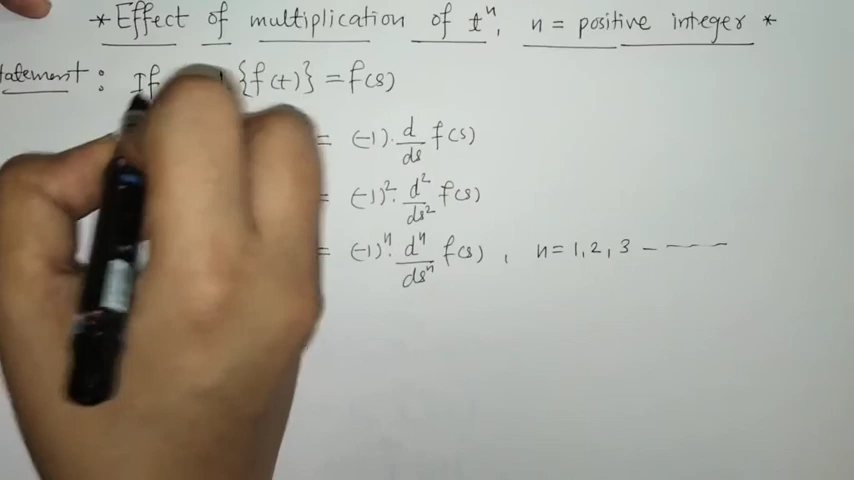 *Effect of multiplication of tⁿ, n = positive integer *
tatement : If {f(t)} = f(s)
= (-1)· d/ds f(s)
= (-1)²· d²/ds² f(s)
= (-1)ⁿ· dⁿ/dsⁿ f(s) , n = 1, 2, 3 - ———